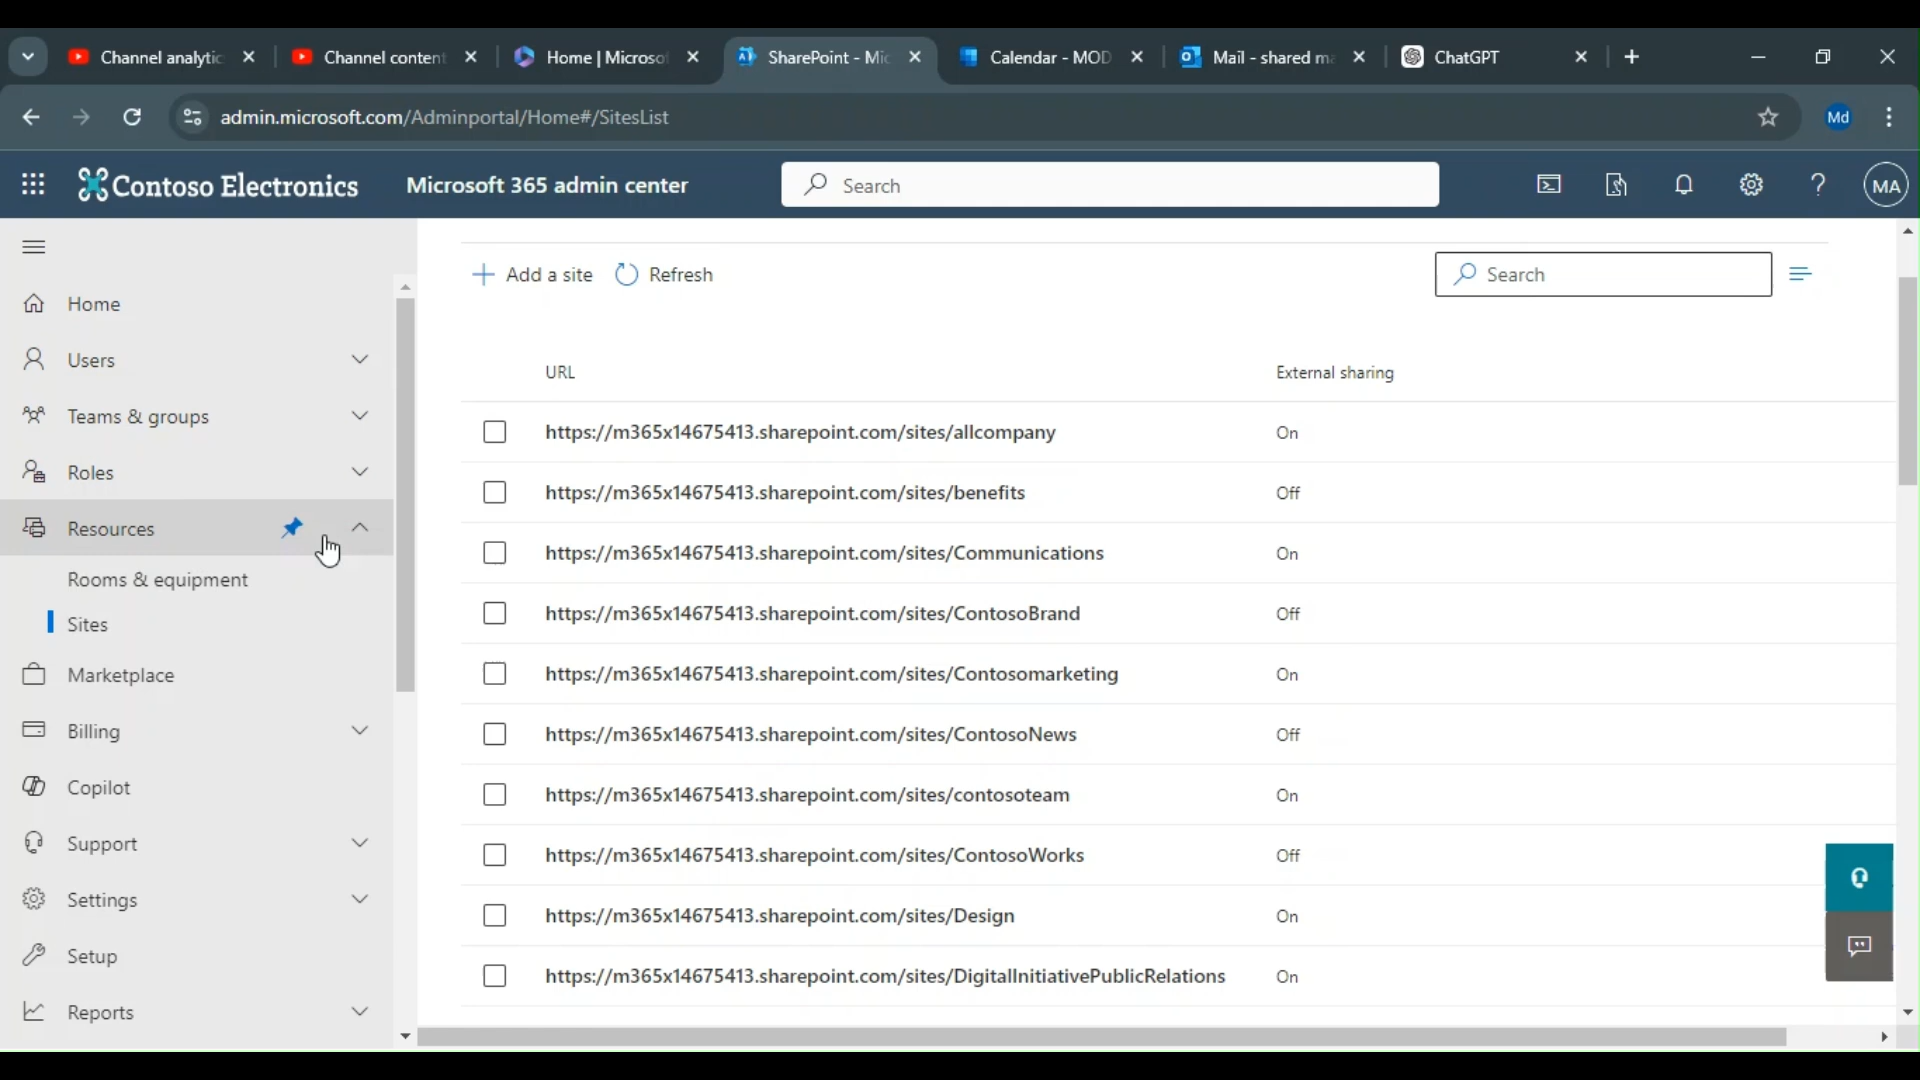 Channel analytic
Channel content
Home | Microsof
SharePoint - Mic
Calendar - MOD
Mail - shared ma
ChatGPT
admin.microsoft.com/Adminportal/Home#/SitesList
Md
Contoso Electronics
Microsoft 365 admin center
Search
MA
Home
Users
Teams & groups
Roles
Resources
Rooms & equipment
Sites
Marketplace
Billing
Copilot
Support
Settings
Setup
Reports
Add a site
Refresh
Search
URL External sharing
https://m365x14675413.sharepoint.com/sites/allcompany On
https://m365x14675413.sharepoint.com/sites/benefits Off
https://m365x14675413.sharepoint.com/sites/Communications On
https://m365x14675413.sharepoint.com/sites/ContosoBrand Off
https://m365x14675413.sharepoint.com/sites/Contosomarketing On
https://m365x14675413.sharepoint.com/sites/ContosoNews Off
https://m365x14675413.sharepoint.com/sites/contosoteam On
https://m365x14675413.sharepoint.com/sites/ContosoWorks Off
https://m365x14675413.sharepoint.com/sites/Design On
https://m365x14675413.sharepoint.com/sites/DigitalInitiativePublicRelations On